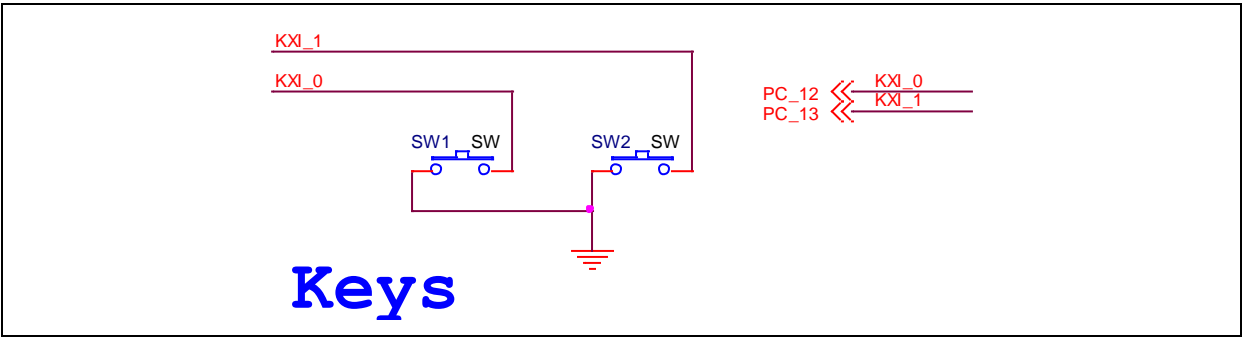 KXI_1
KXI_0
SW1 SW
SW2 SW
PC_12 KXI_0
PC_13 KXI_1
Keys